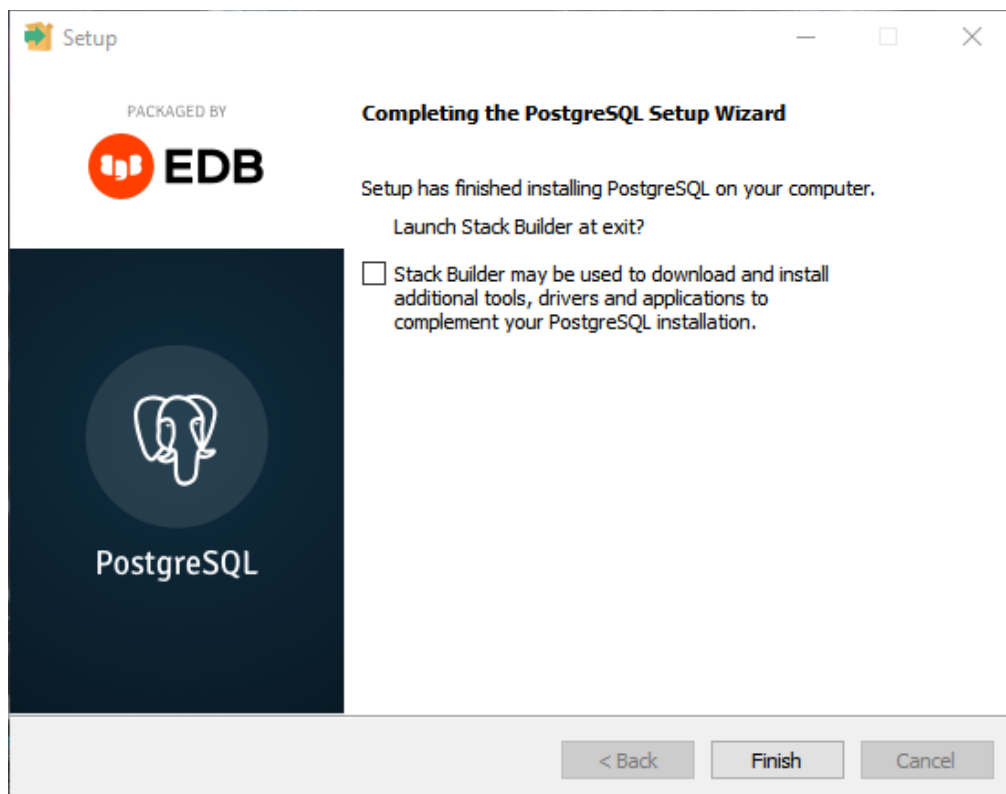 Setup
PACKAGED BY
EDB
PostgreSQL
Completing the PostgreSQL Setup Wizard
Setup has finished installing PostgreSQL on your computer.
Launch Stack Builder at exit?
Stack Builder may be used to download and install
additional tools, drivers and applications to
complement your PostgreSQL installation.
< Back
Finish
Cancel